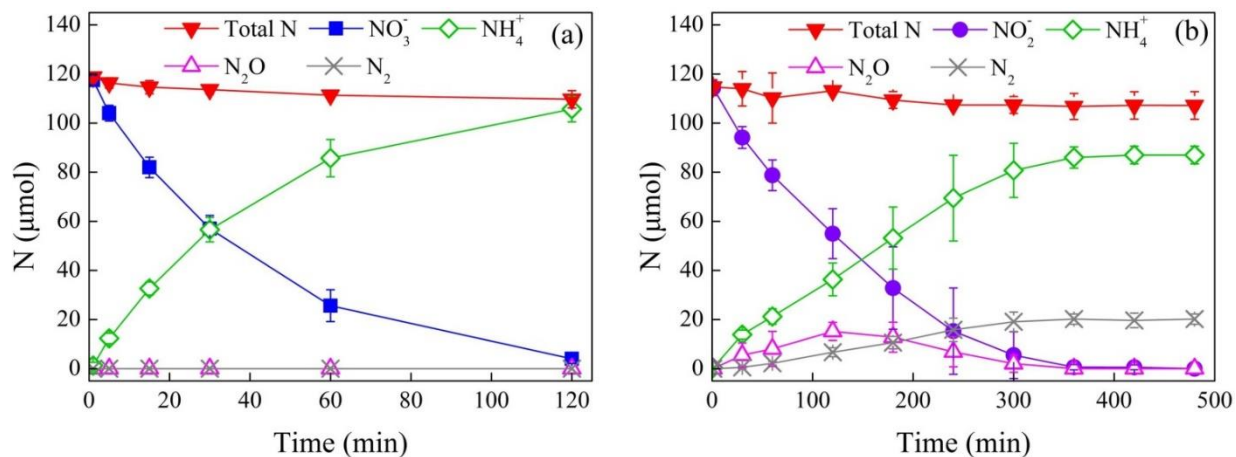 Total N NO₃⁻ NH₄⁺ (a)
N₂O N₂
140
120
100
80
60
40
20
0
N (µmol)
0 20 40 60 80 100 120
Time (min)
Total N NO₂⁻ NH₄⁺ (b)
N₂O N₂
140
120
100
80
60
40
20
0
N (µmol)
0 100 200 300 400 500
Time (min)